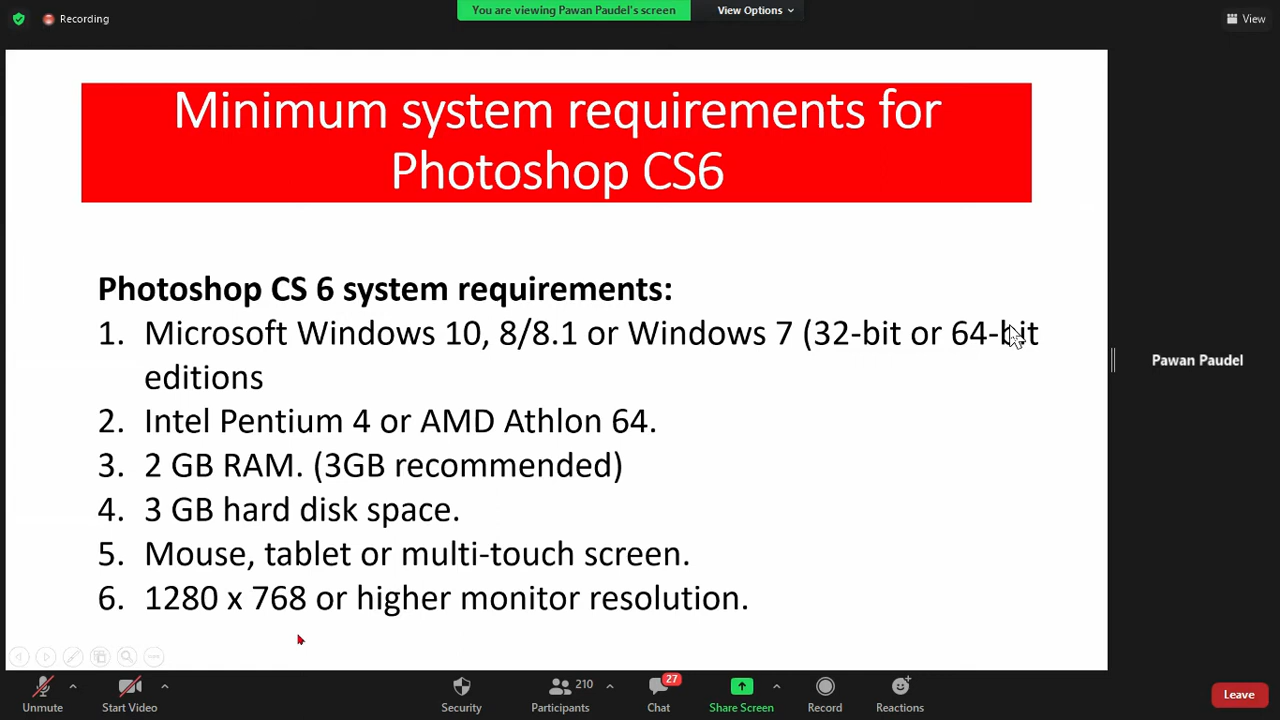 You are viewing Pawan Paudel's screen
View Options
Recording
View
Minimum system requirements for
Photoshop CS6
Photoshop CS 6 system requirements:
1. Microsoft Windows 10, 8/8.1 or Windows 7 (32-bit or 64-bit
editions
2. Intel Pentium 4 or AMD Athlon 64.
3. 2 GB RAM. (3GB recommended)
4. 3 GB hard disk space.
5. Mouse, tablet or multi-touch screen.
6. 1280 x 768 or higher monitor resolution.
Pawan Paudel
Unmute
Start Video
Security
210
Participants
27
Chat
Share Screen
Record
Reactions
Leave